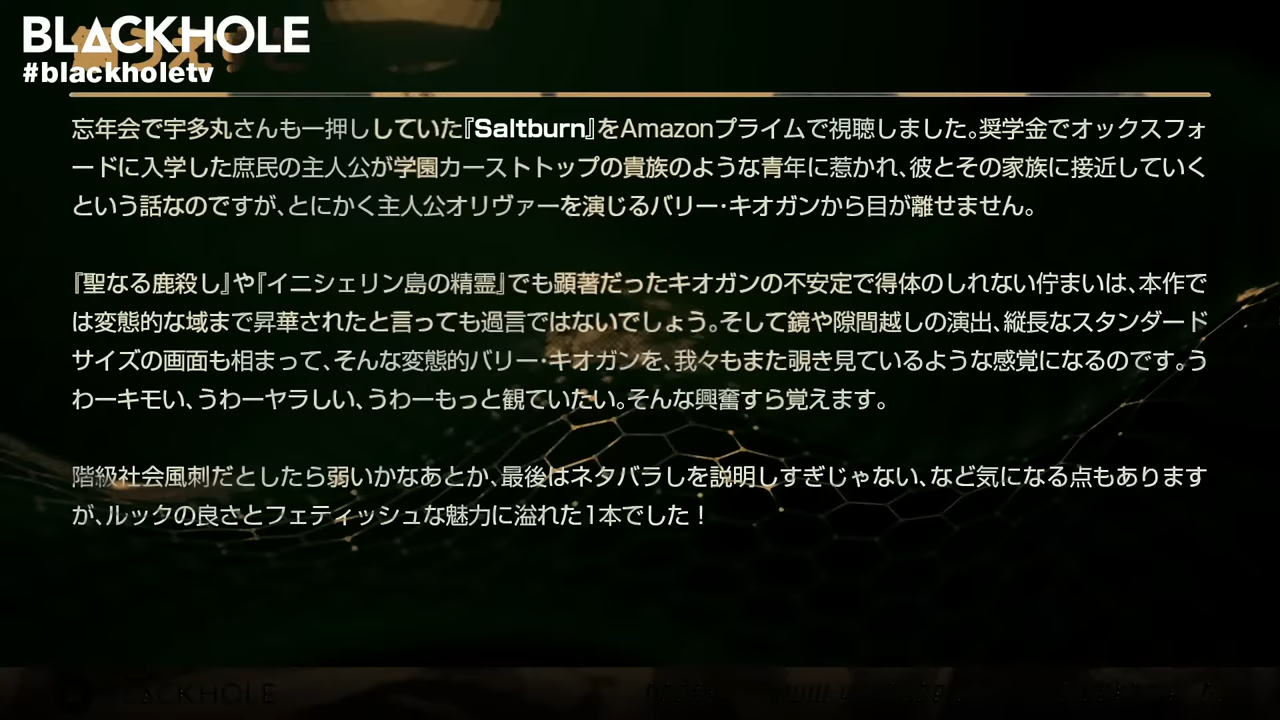 BLACKHOLE
#blackholetv
忘年会で宇多丸さんも一押ししていた『Saltburn』をAmazonプライムで視聴しました。奨学金でオックスフォ
ードに入学した庶民の主人公が学園カーストトップの貴族のような青年に惹かれ、彼とその家族に接近していく
という話なのですが、とにかく主人公オリヴァーを演じるバリー・キオガンから目が離せません。
『聖なる鹿殺し』や『イニシェリン島の精霊』でも顕著だったキオガンの不安定で得体のしれない佇まいは、本作で
は変態的な域まで昇華されたと言っても過言ではないでしょう。そして鏡や隙間越しの演出、縦長なスタンダード
サイズの画面も相まって、そんな変態的バリー・キオガンを、我々もまた覗き見ているような感覚になるのです。う
わーキモい、うわーヤラしい、うわーもっと観ていたい。そんな興奮すら覚えます。
階級社会風刺だとしたら弱いかなあとか、最後はネタバラしを説明しすぎじゃない、など気になる点もあります
が、ルックの良さとフェティッシュな魅力に溢れた1本でした！
BLACKHOLE